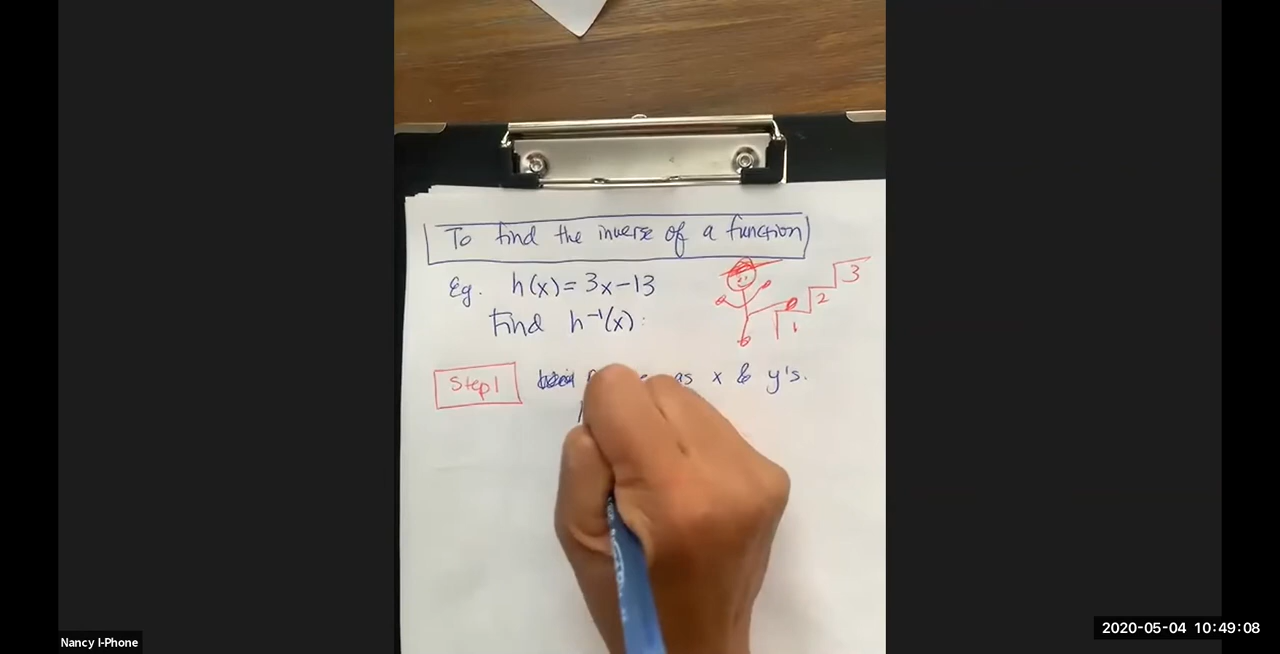 To find the inverse of a function
Eg. h(x) = 3x-13
Find h⁻¹(x):
3
2
1
Step 1 as x & y's.
Nancy I-Phone
2020-05-04 10:49:08